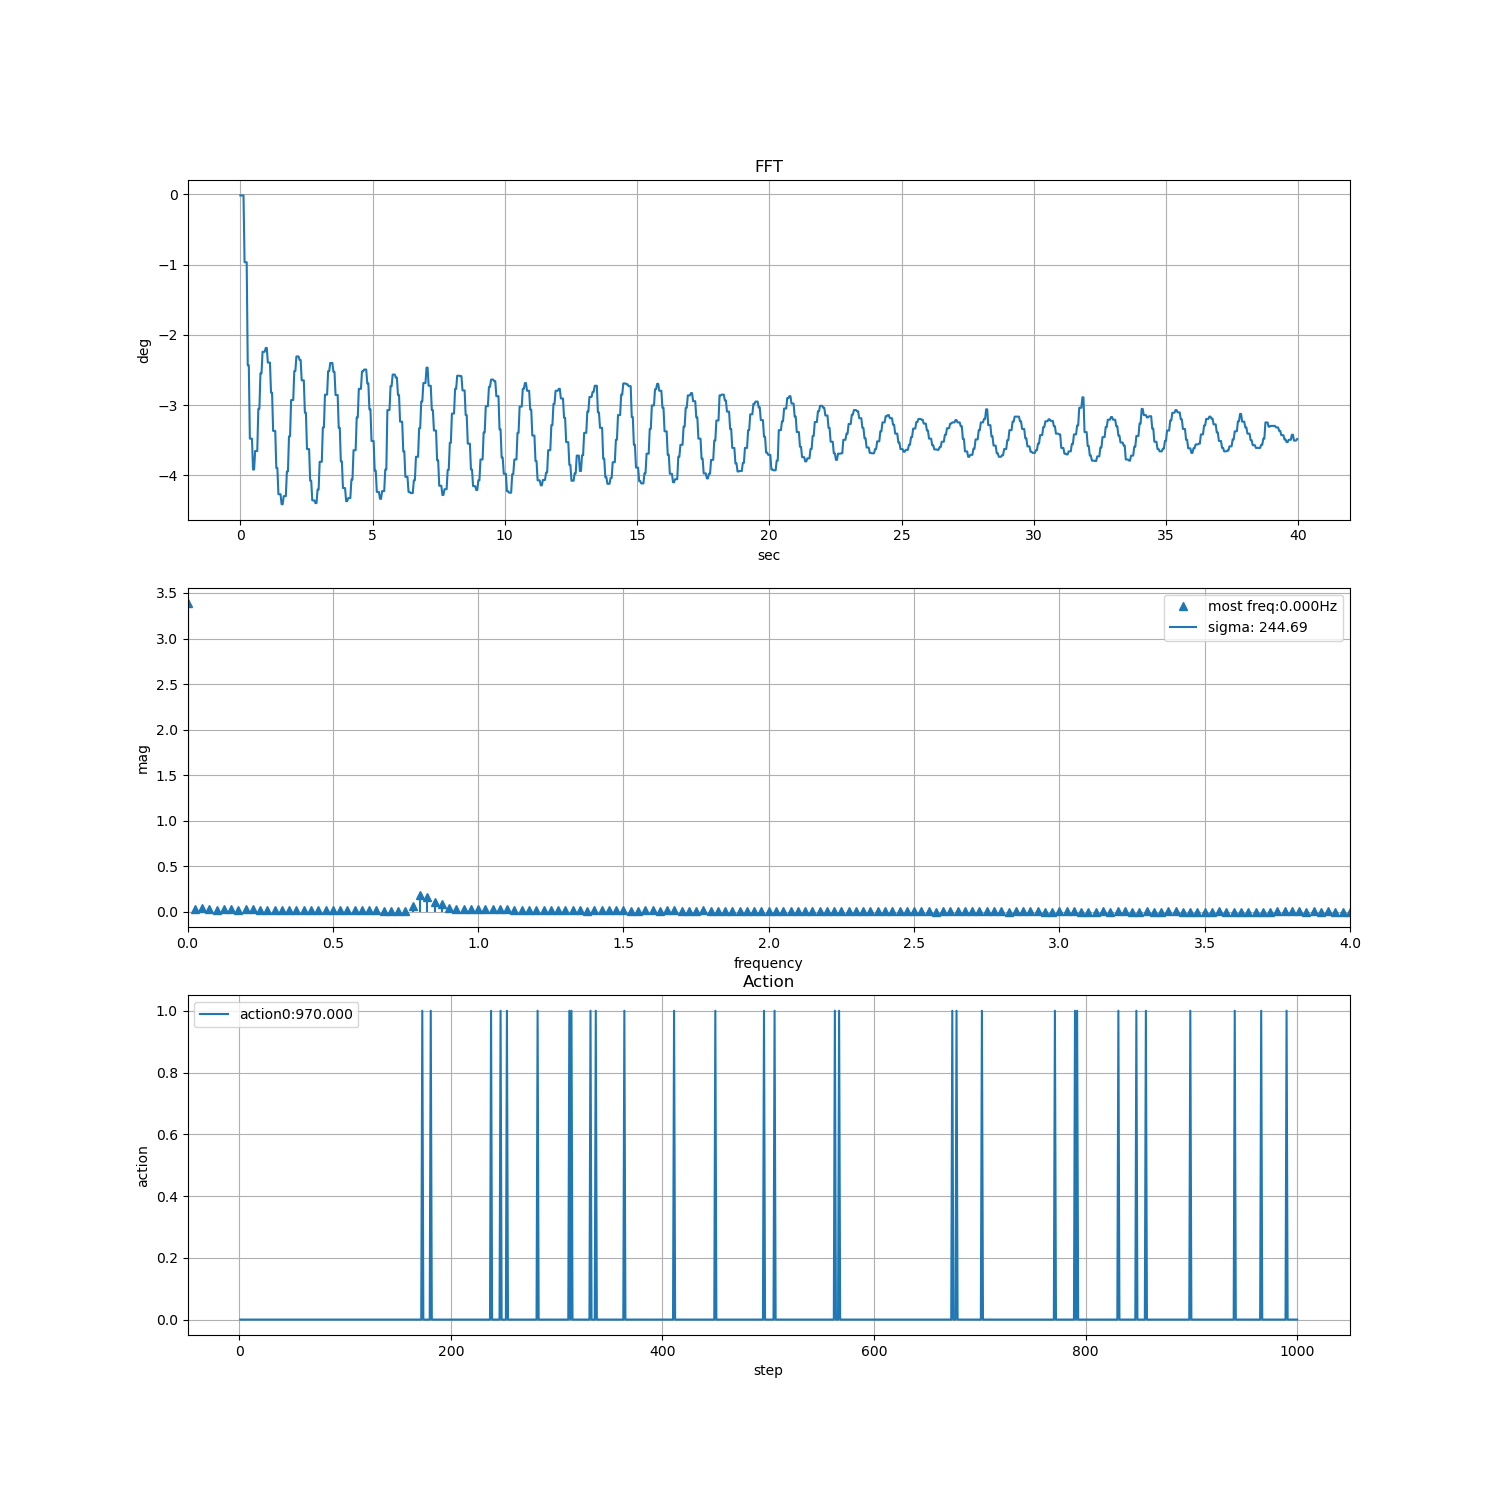 FFT
0
−1
−2
−3
−4
deg
0 5 10 15 20 25 30 35 40
sec
3.5
3.0
2.5
2.0
1.5
1.0
0.5
0.0
mag
most freq:0.000Hz
sigma: 244.69
0.0 0.5 1.0 1.5 2.0 2.5 3.0 3.5 4.0
frequency
Action
1.0
0.8
0.6
0.4
0.2
0.0
action
action0:970.000
0 200 400 600 800 1000
step